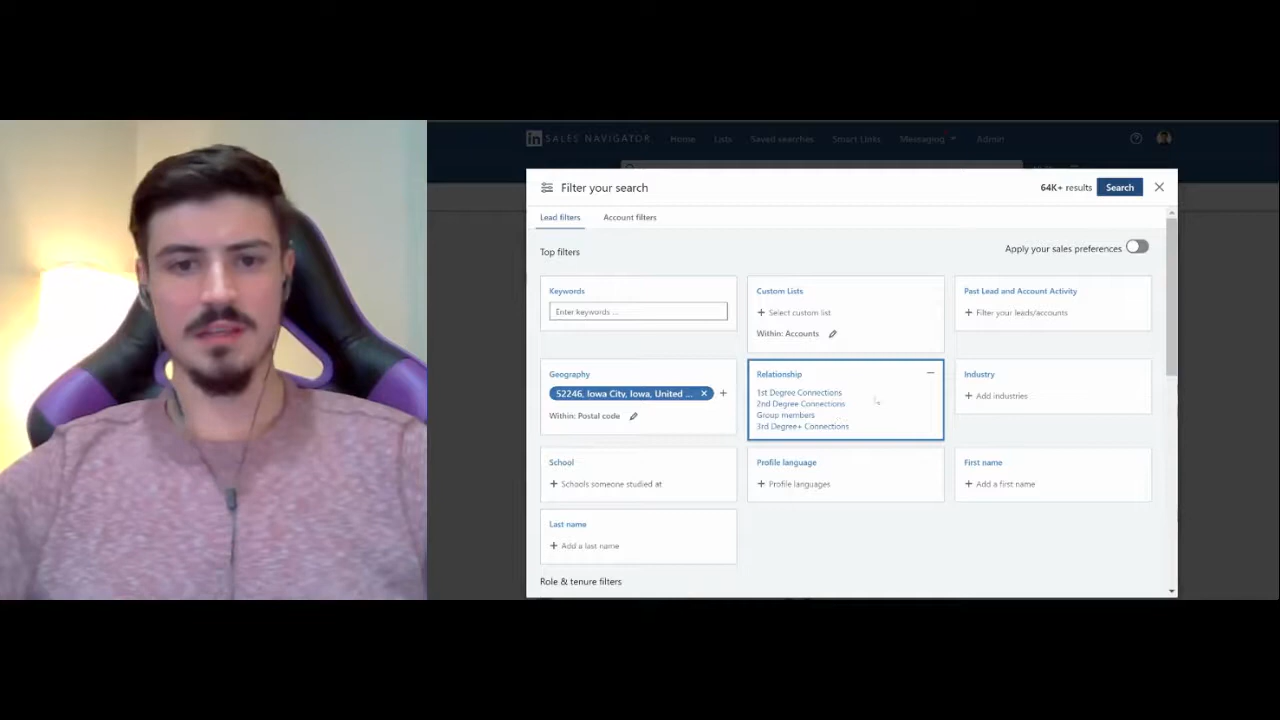 in SALES NAVIGATOR
Home
Lists
Saved searches
Smart Links
Messaging
Admin
Filter your search
64K+ results
Search
Lead filters
Account filters
Top filters
Apply your sales preferences
Keywords
Enter keywords ...
Custom Lists
+ Select custom list
Within: Accounts
Past Lead and Account Activity
+ Filter your leads/accounts
Geography
52246, Iowa City, Iowa, United ...
Within: Postal code
Relationship
1st Degree Connections
2nd Degree Connections
Group members
3rd Degree+ Connections
Industry
+ Add industries
School
+ Schools someone studied at
Profile language
+ Profile languages
First name
+ Add a first name
Last name
+ Add a last name
Role & tenure filters